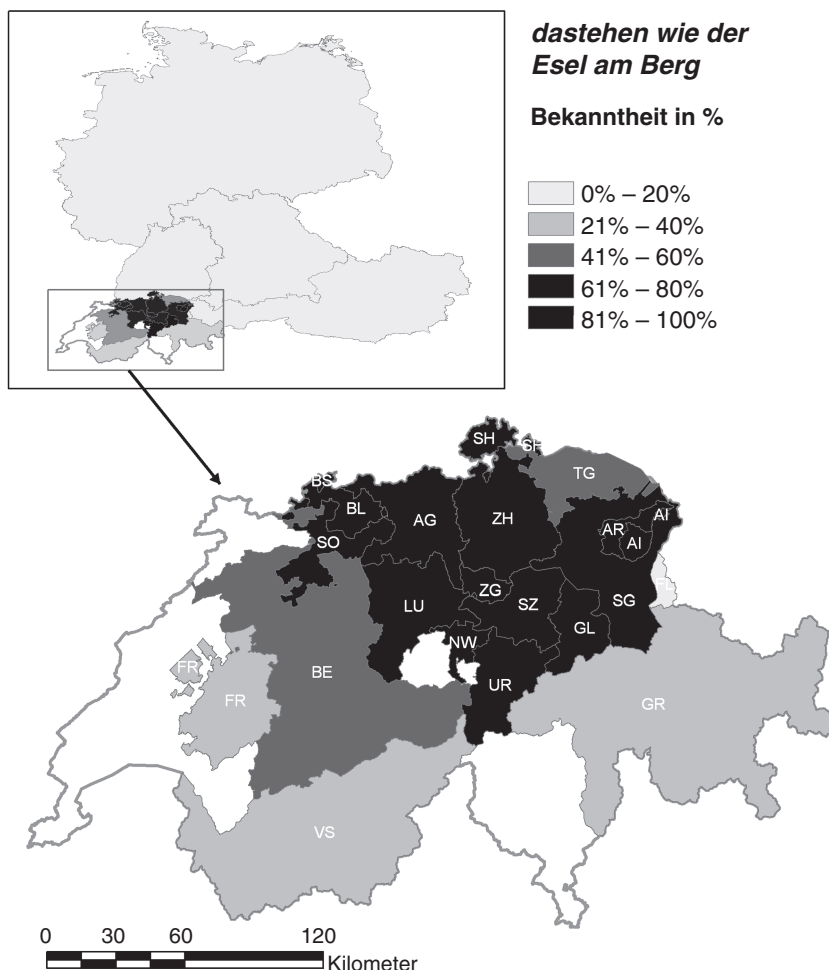 dastehen wie der
Esel am Berg
Bekanntheit in %
0% – 20%
21% – 40%
41% – 60%
61% – 80%
81% – 100%
SH
SH
BS
TG
BL
AG
ZH
AI
AR
AI
SO
FL
ZG
LU
SZ
SG
GL
NW
FR
BE
UR
FR
GR
VS
0 30 60 120
Kilometer